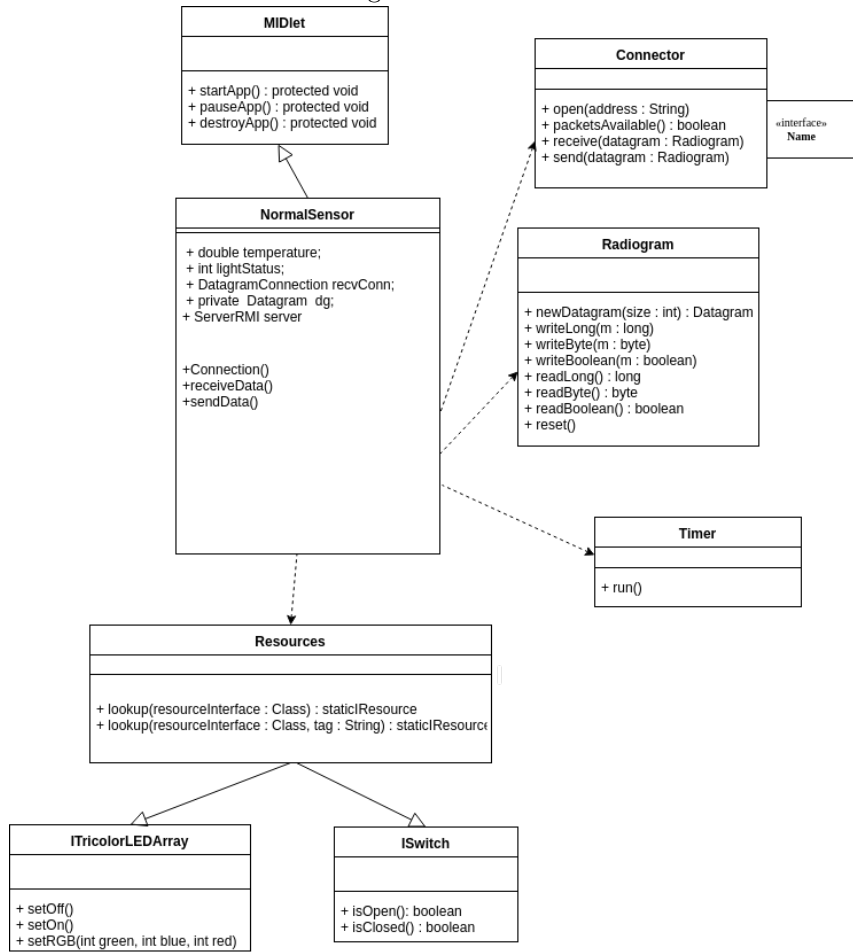 MIDlet
+ startApp() : protected void
+ pauseApp() : protected void
+ destroyApp() : protected void
Connector
+ open(address : String)
+ packetsAvailable() : boolean
+ receive(datagram : Radiogram)
+ send(datagram : Radiogram)
«interface»
Name
NormalSensor
+ double temperature;
+ int lightStatus;
+ DatagramConnection recvConn;
+ private Datagram dg;
+ ServerRMI server
+Connection()
+receiveData()
+sendData()
Radiogram
+ newDatagram(size : int) : Datagram
+ writeLong(m : long)
+ writeByte(m : byte)
+ writeBoolean(m : boolean)
+ readLong() : long
+ readByte() : byte
+ readBoolean() : boolean
+ reset()
Timer
+ run()
Resources
+ lookup(resourceInterface : Class) : staticIResource
+ lookup(resourceInterface : Class, tag : String) : staticIResource
ITricolorLEDArray
+ setOff()
+ setOn()
+ setRGB(int green, int blue, int red)
ISwitch
+ isOpen(): boolean
+ isClosed() : boolean